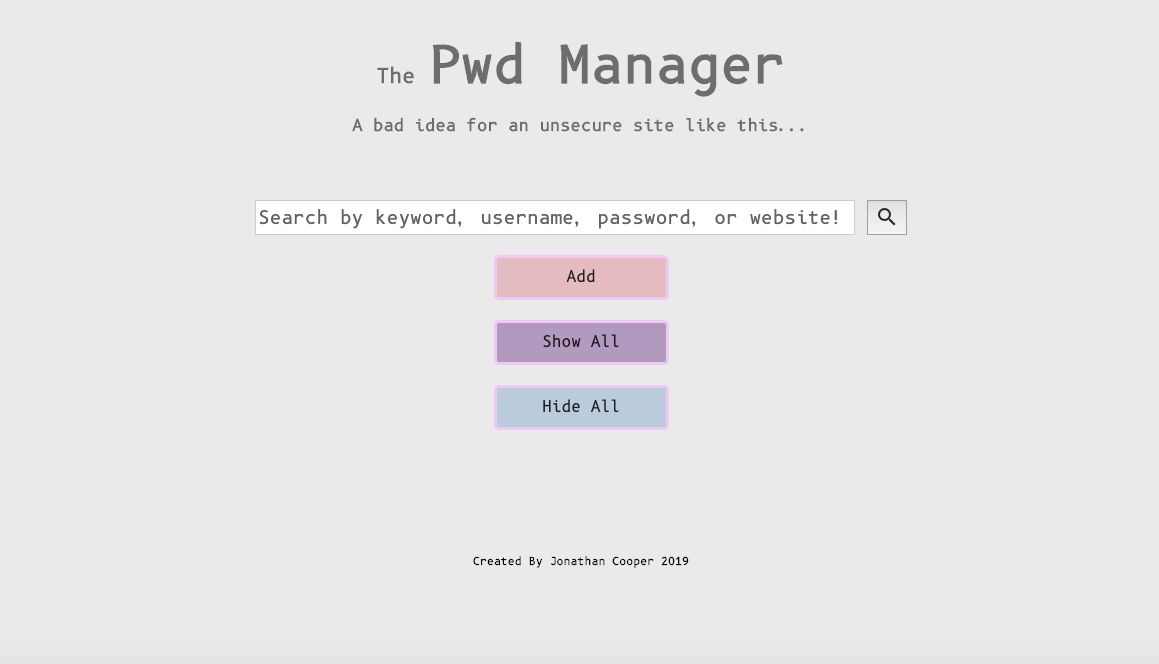 The Pwd Manager
A bad idea for an unsecure site like this...
Search by keyword, username, password, or website!
Add
Show All
Hide All
Created By Jonathan Cooper 2019